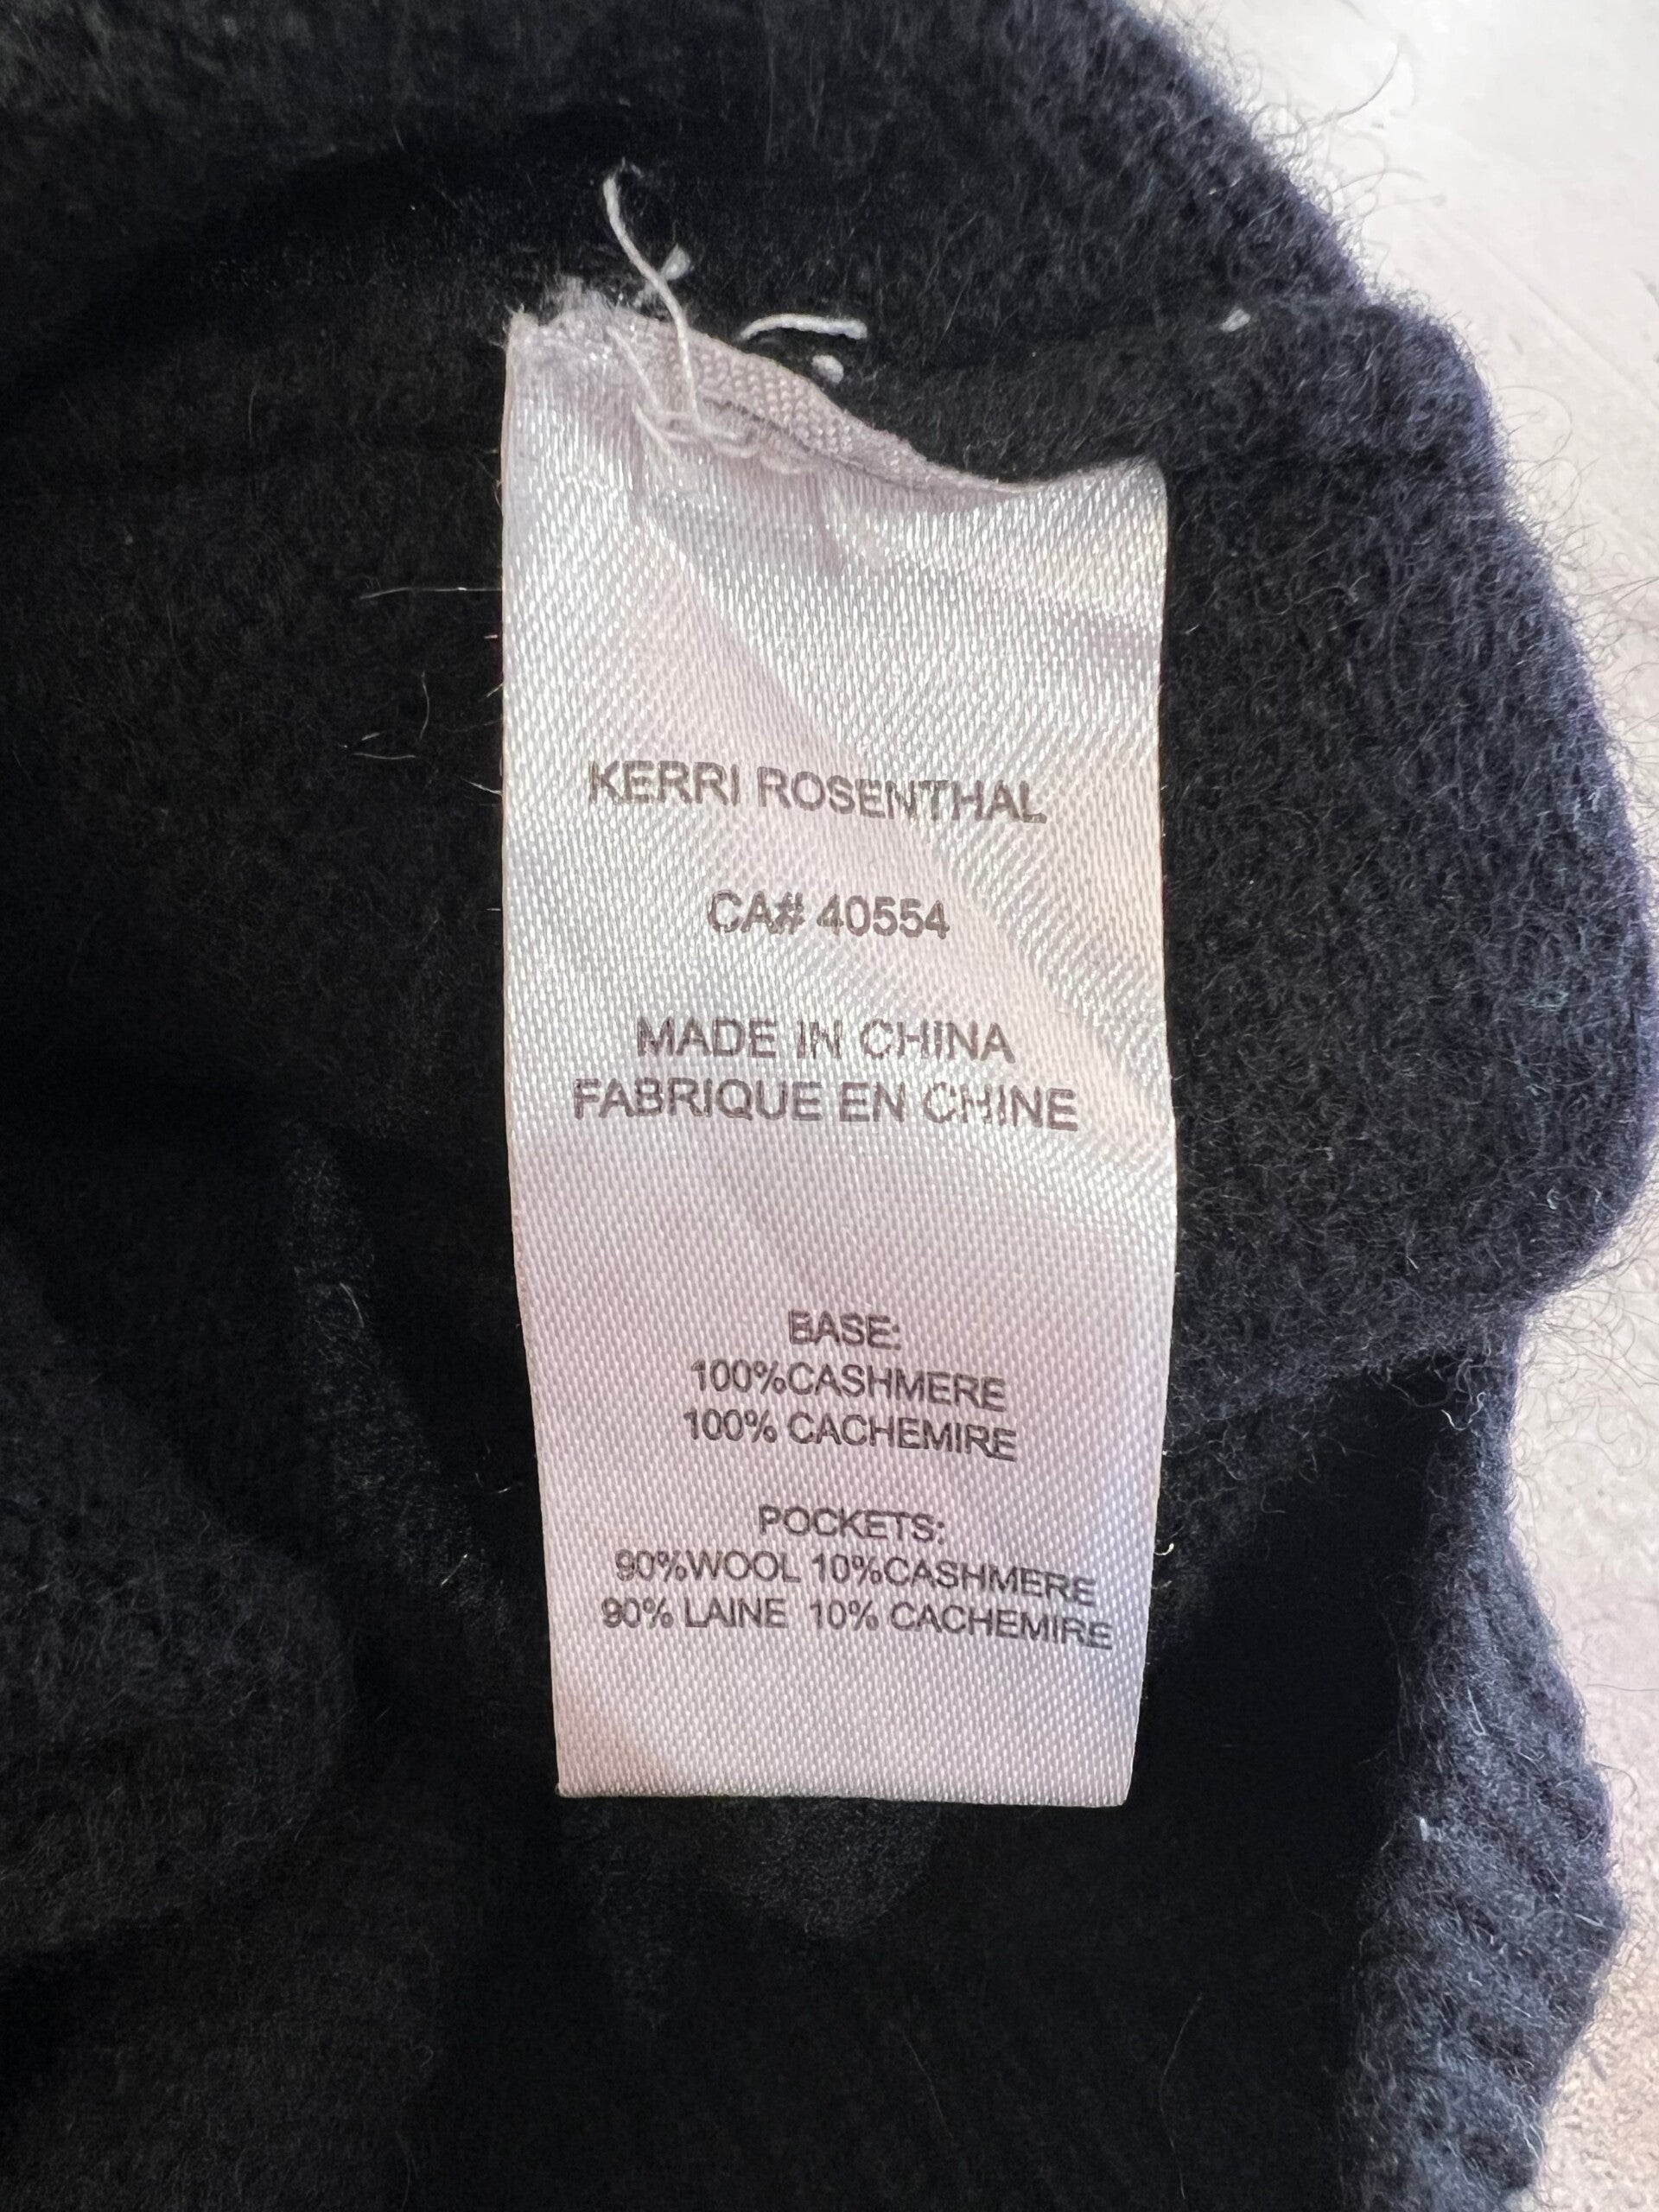 KERRI ROSENTHAL
CA# 40554
MADE IN CHINA
FABRIQUE EN CHINE
BASE:
100%CASHMERE
100% CACHEMIRE
POCKETS:
90%WOOL 10%CASHMERE
90% LAINE 10% CACHEMIRE